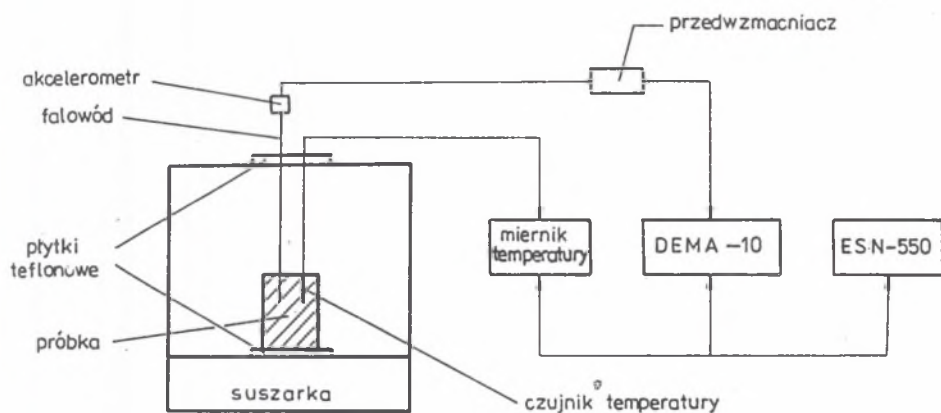 przedwzmacniacz
akcelerometr
falowód
płytki
teflonowe
miernik
temperatury
DEMA-10
ESN-550
próbka
suszarka
czujnik temperatury